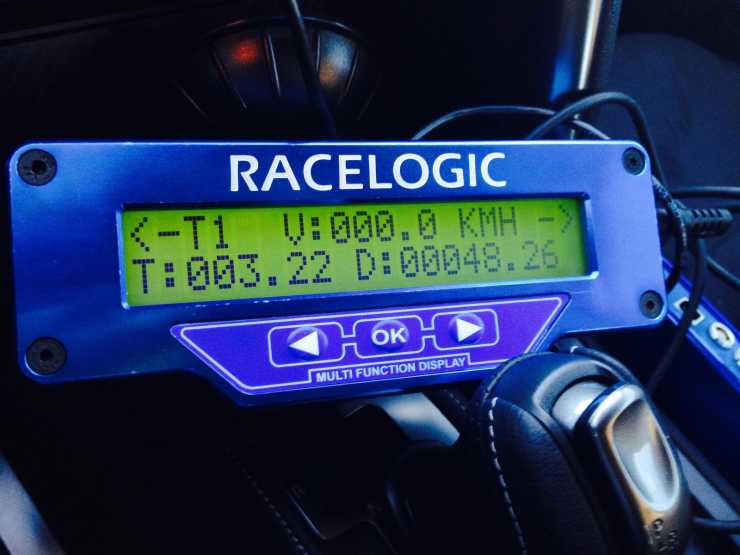 RACELOGIC
<-T1 V:000.0 KMH ->
T:003.22 D:00048.26
OK
MULTI FUNCTION DISPLAY